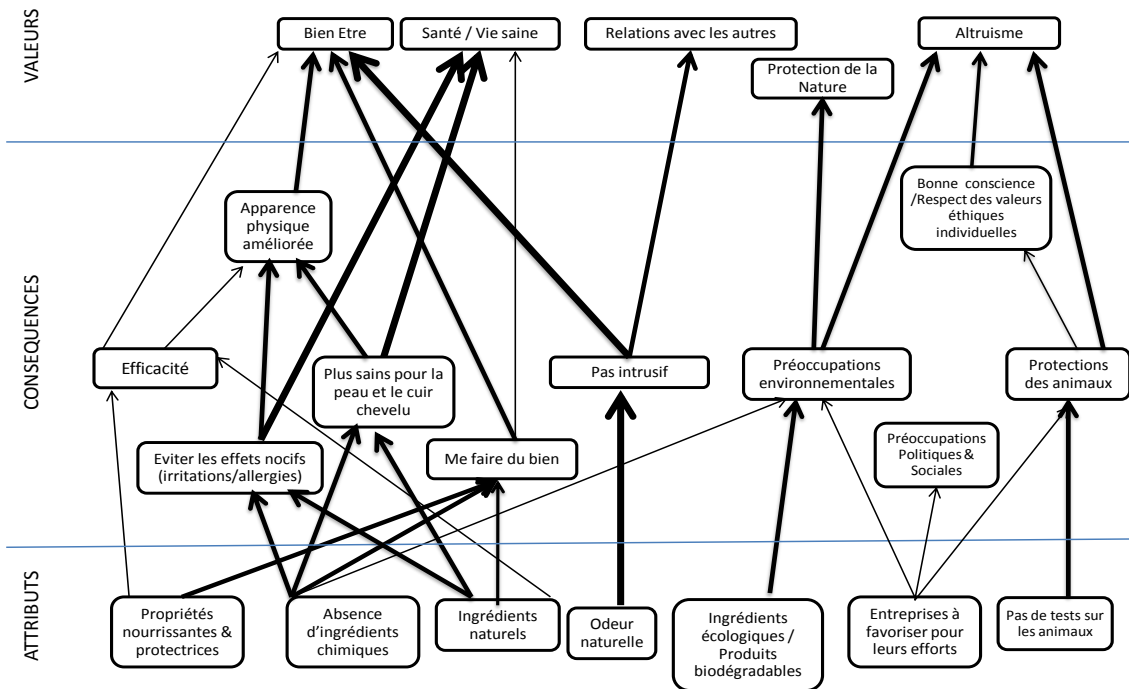 VALEURS
Bien Etre
Santé / Vie saine
Relations avec les autres
Altruisme
Protection de la
Nature
CONSEQUENCES
Apparence
physique
améliorée
Bonne conscience
/Respect des valeurs
éthiques
individuelles
Efficacité
Plus sains pour la
peau et le cuir
chevelu
Pas intrusif
Préoccupations
environnementales
Protections
des animaux
Eviter les effets nocifs
(irritations/allergies)
Me faire du bien
Préoccupations
Politiques &
Sociales
ATTRIBUTS
Propriétés
nourrissantes &
protectrices
Absence
d'ingrédients
chimiques
Ingrédients
naturels
Odeur
naturelle
Ingrédients
écologiques /
Produits
biodégradables
Entreprises à
favoriser pour
leurs efforts
Pas de tests sur
les animaux